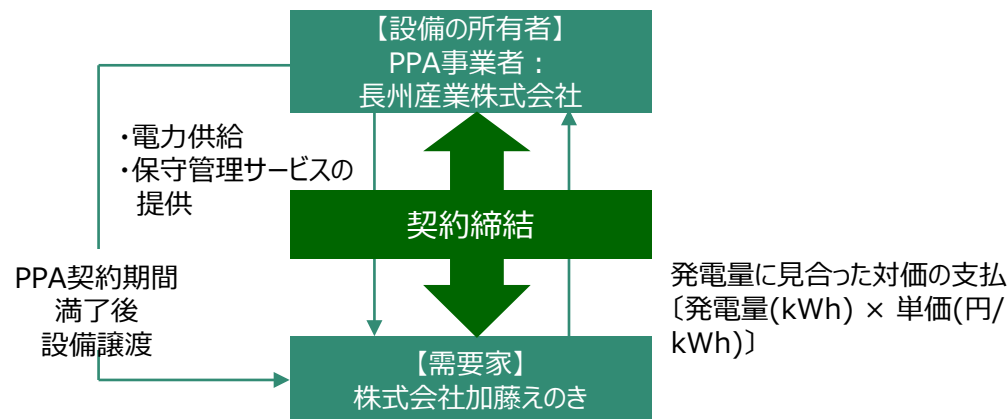 【設備の所有者】
PPA事業者：
長州産業株式会社
・電力供給
・保守管理サービスの
提供
契約締結
PPA契約期間
満了後
設備譲渡
発電量に見合った対価の支払
〔発電量(kWh) × 単価(円/
kWh)〕
【需要家】
株式会社加藤えのき